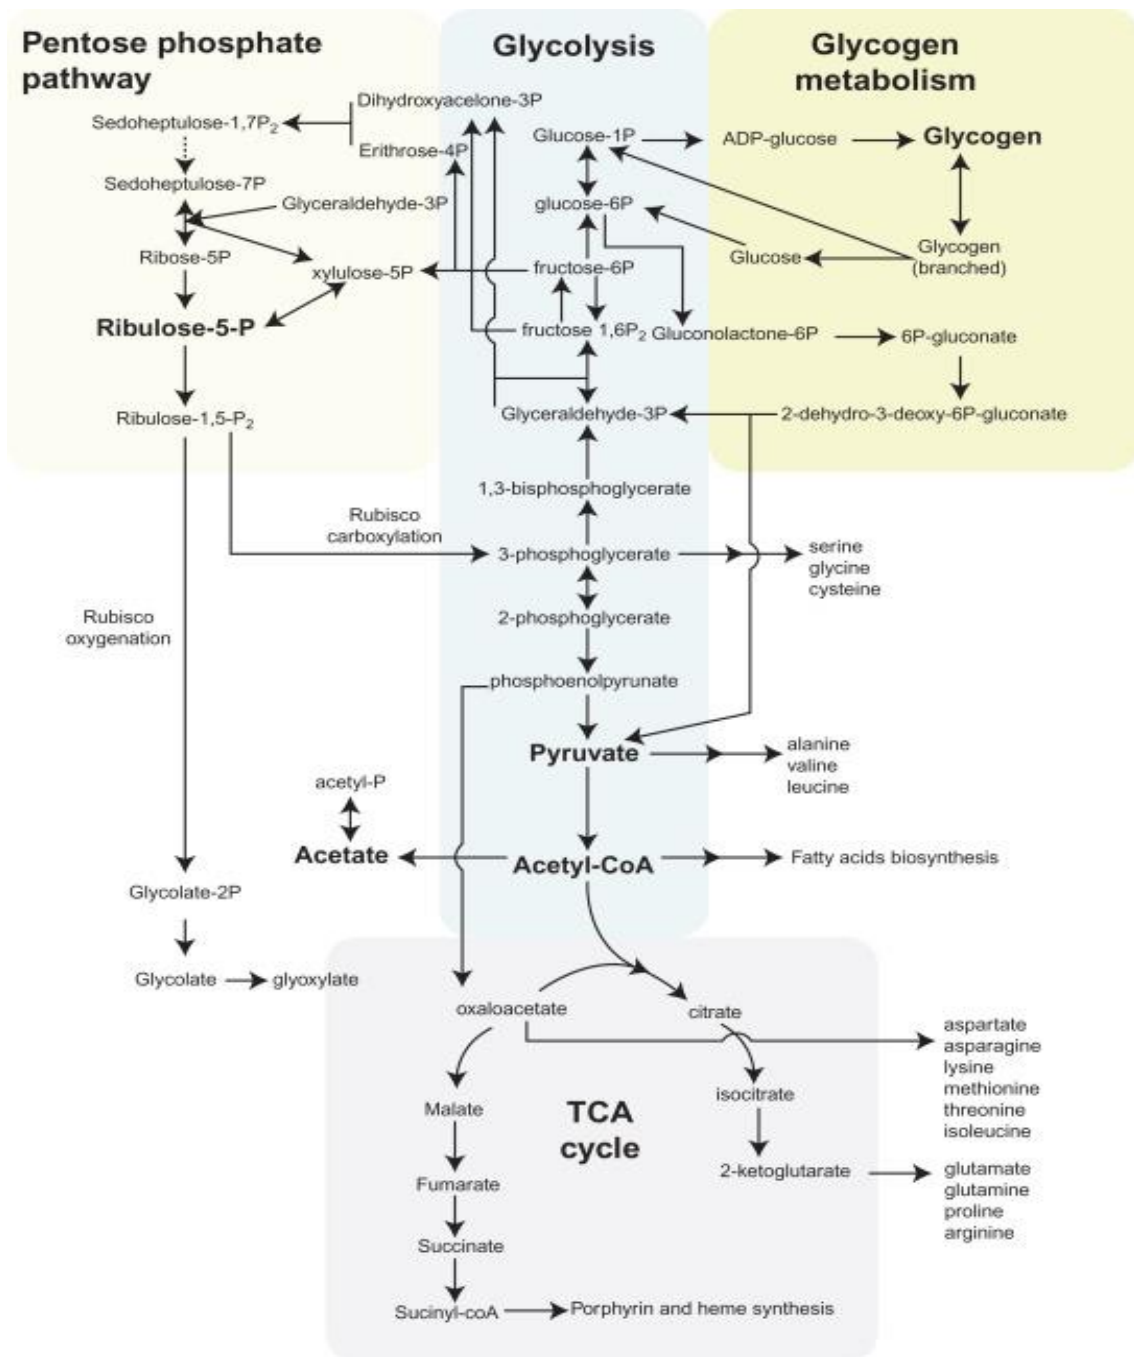 Pentose phosphate
pathway
Glycolysis
Glycogen
metabolism
Dihydroxyacelone-3P
Sedoheptulose-1,7P2
Erithrose-4P
Glucose-1P
ADP-glucose
Glycogen
Sedoheptulose-7P
Glyceraldehyde-3P
glucose-6P
Ribose-5P
xylulose-5P
fructose-6P
Glucose
Glycogen
(branched)
Ribulose-5-P
fructose 1,6P2
Gluconolactone-6P
6P-gluconate
Ribulose-1,5-P2
Glyceraldehyde-3P
2-dehydro-3-deoxy-6P-gluconate
1,3-bisphosphoglycerate
Rubisco
carboxylation
3-phosphoglycerate
serine
glycine
cysteine
Rubisco
oxygenation
2-phosphoglycerate
phosphoenolpyrunate
Pyruvate
alanine
valine
leucine
acetyl-P
Acetate
Acetyl-CoA
Fatty acids biosynthesis
Glycolate-2P
Glycolate
glyoxylate
oxaloacetate
citrate
aspartate
asparagine
lysine
methionine
threonine
isoleucine
Malate
TCA
cycle
isocitrate
Fumarate
2-ketoglutarate
glutamate
glutamine
proline
arginine
Succinate
Sucinyl-coA
Porphyrin and heme synthesis